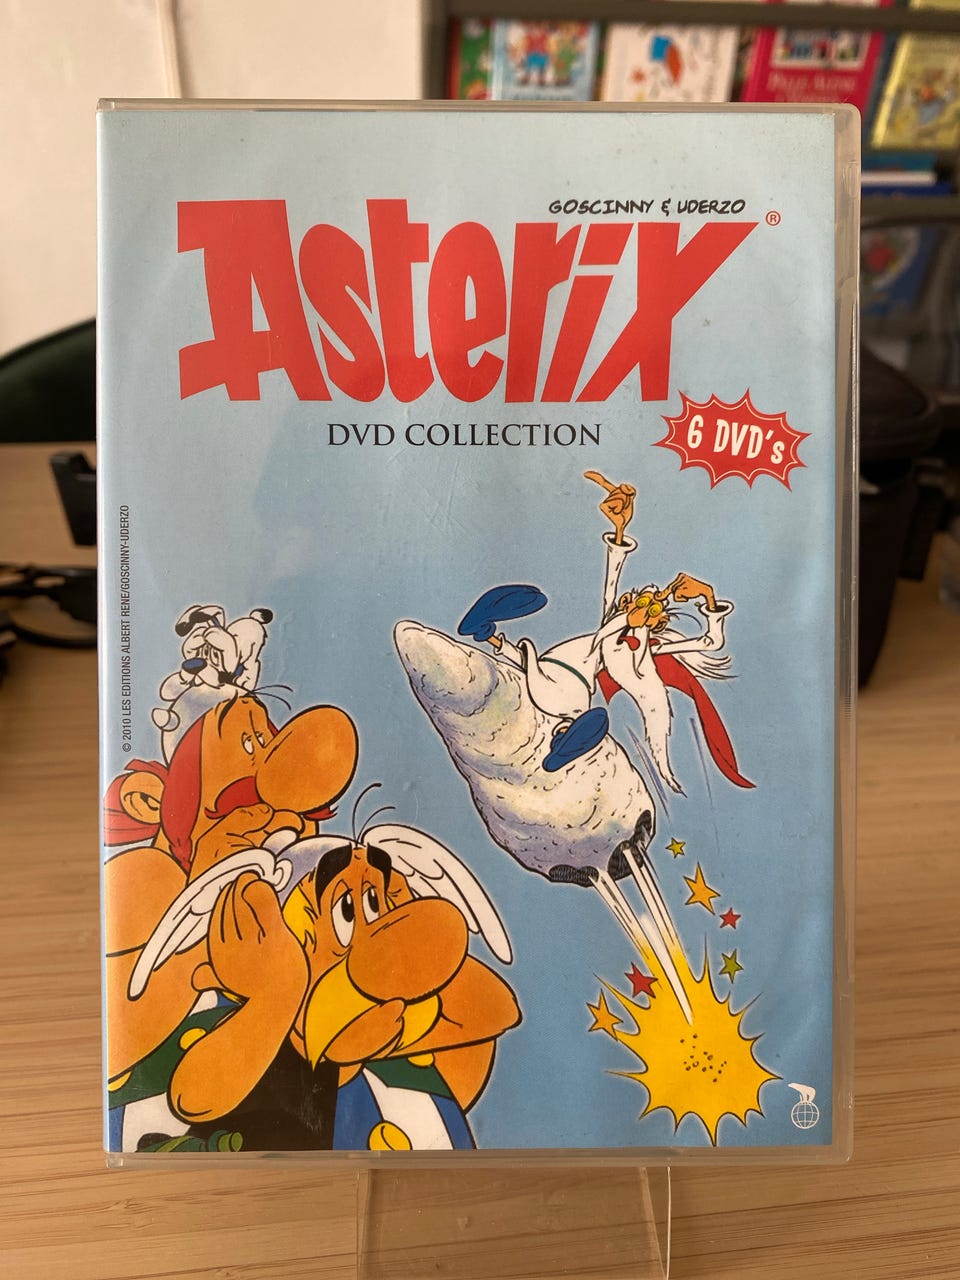 GOSCINNY & UDERZO
Asterix®
DVD COLLECTION
6 DVD's
© 2010 LES EDITIONS ALBERT RENE/GOSCINNY-UDERZO